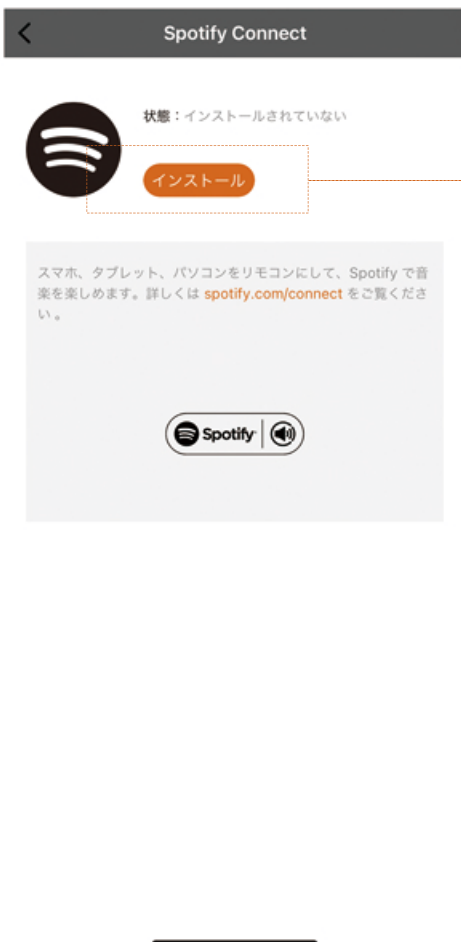 Spotify Connect
状態：インストールされていない
インストール
スマホ、タブレット、パソコンをリモコンにして、Spotify で音
楽を楽しめます。詳しくは spotify.com/connect をご覧くださ
い 。
Spotify